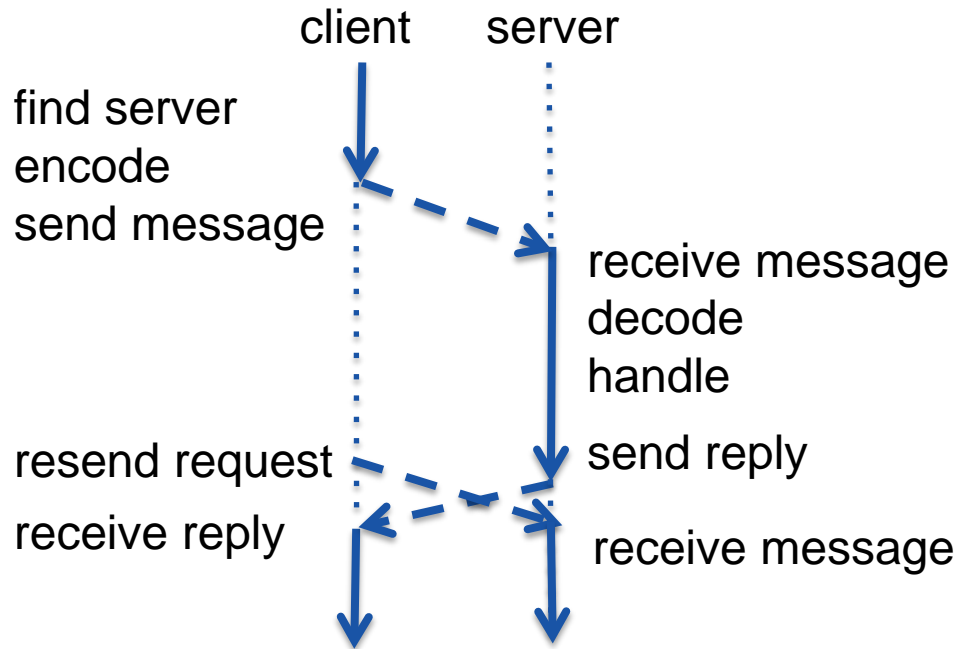 client server
find server
encode
send message
receive message
decode
handle
resend request
send reply
receive reply
receive message